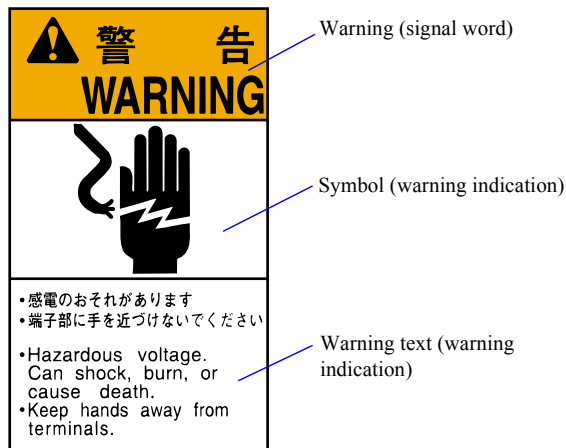 警 告
WARNING
・感電のおそれがあります
・端子部に手を近づけないでください
•Hazardous voltage.
Can shock, burn, or
cause death.
•Keep hands away from
terminals.
Warning (signal word)
Symbol (warning indication)
Warning text (warning
indication)